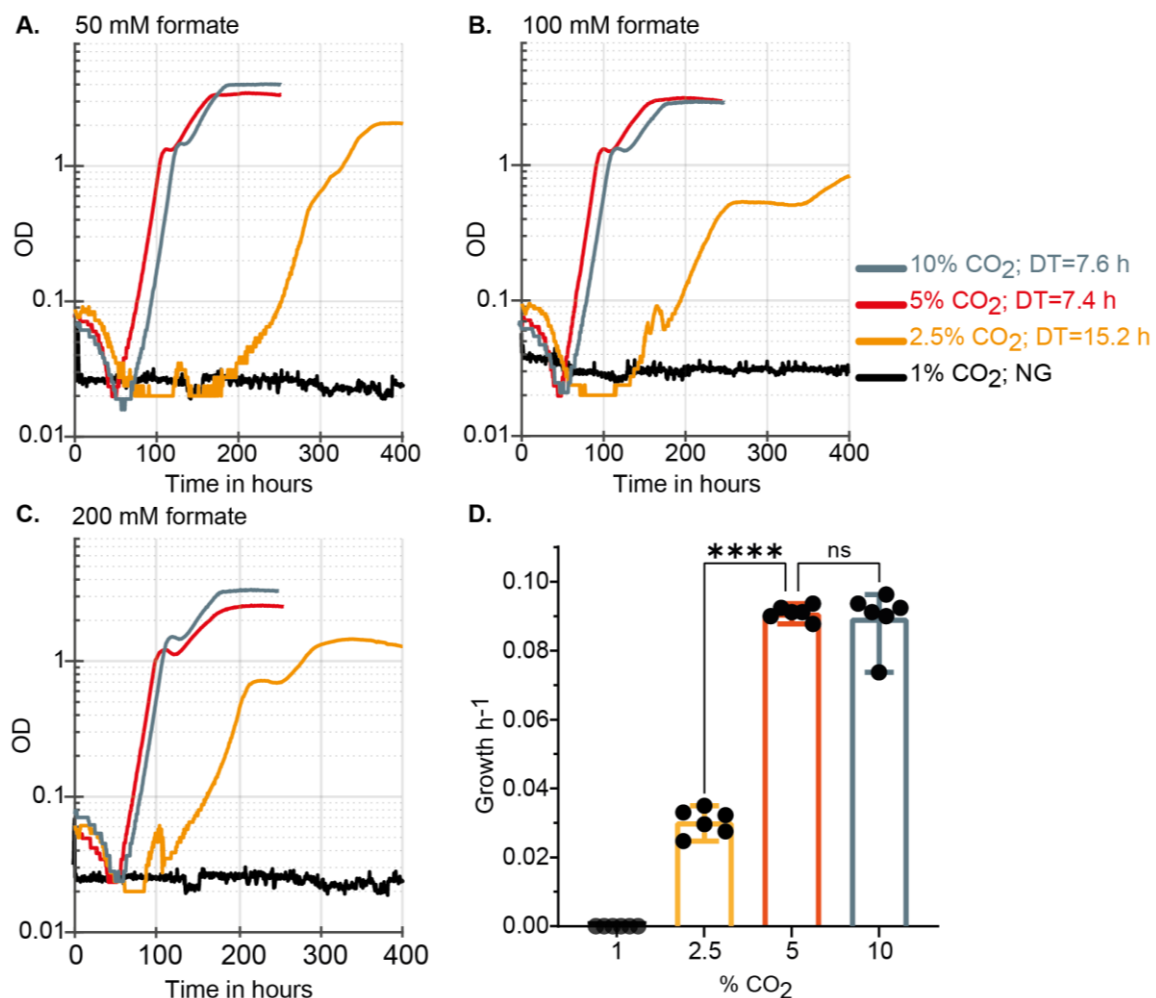 A. 50 mM formate
B. 100 mM formate
OD
1
0.1
0.01
0 100 200 300 400
Time in hours
OD
1
0.1
0.01
0 100 200 300 400
Time in hours
10% CO2; DT=7.6 h
5% CO2; DT=7.4 h
2.5% CO2; DT=15.2 h
1% CO2; NG
C. 200 mM formate
OD
1
0.1
0.01
0 100 200 300 400
Time in hours
D.
**** ns
Growth h-1
0.10
0.08
0.06
0.04
0.02
0.00
1 2.5 5 10
% CO2